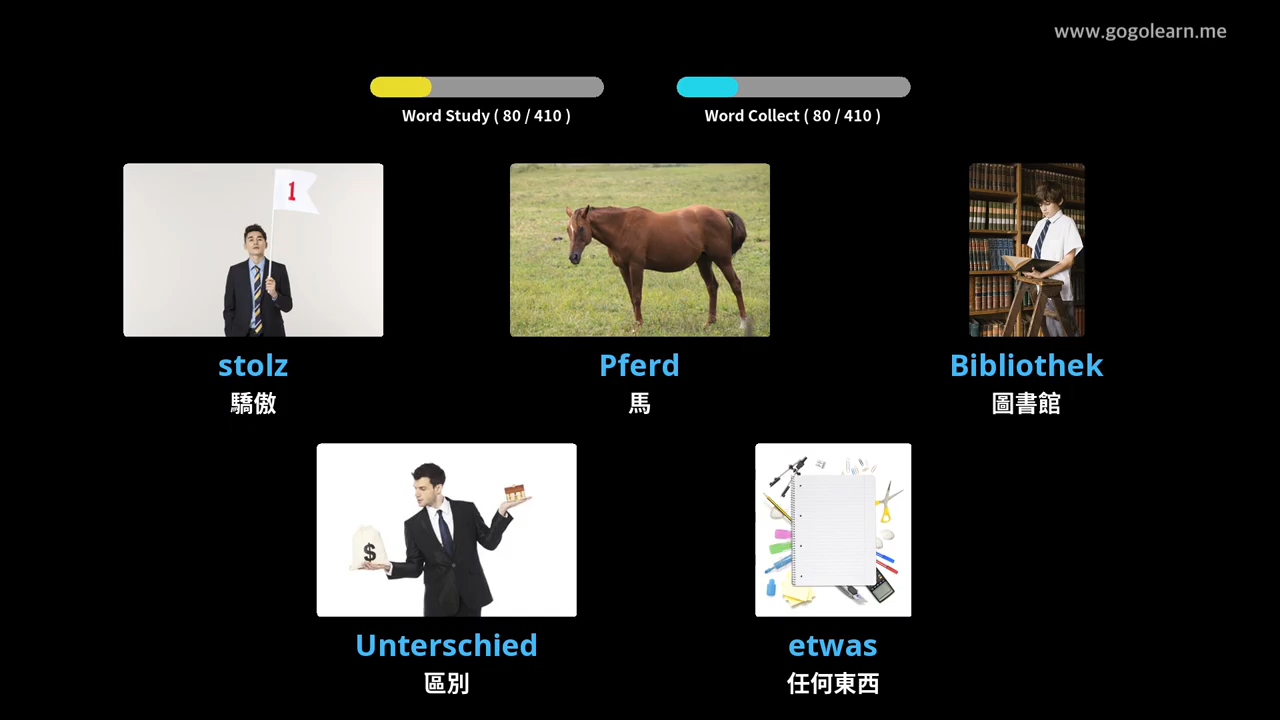 www.gogolearn.me
Word Study ( 80 / 410 )
Word Collect ( 80 / 410 )
1
stolz
驕傲
Pferd
馬
Bibliothek
圖書館
$
Unterschied
區別
etwas
任何東西